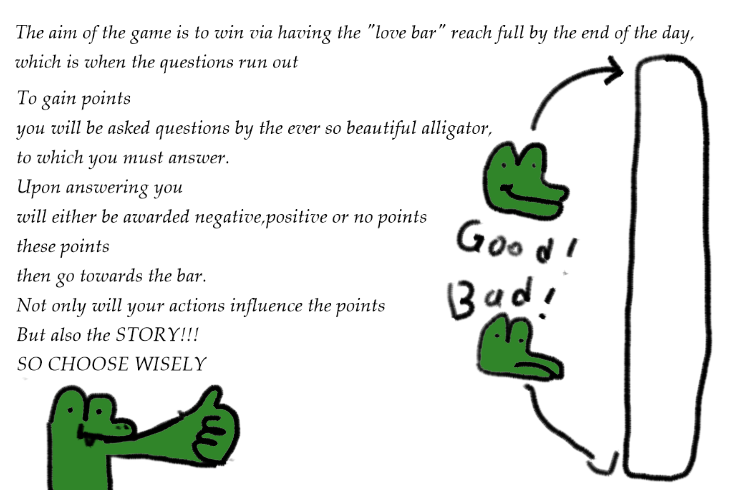 The aim of the game is to win via having the "love bar" reach full by the end of the day,
which is when the questions run out
To gain points
you will be asked questions by the ever so beautiful alligator,
to which you must answer.
Upon answering you
will either be awarded negative,positive or no points
these points
then go towards the bar.
Not only will your actions influence the points
But also the STORY!!!
SO CHOOSE WISELY
Good!
Bad!